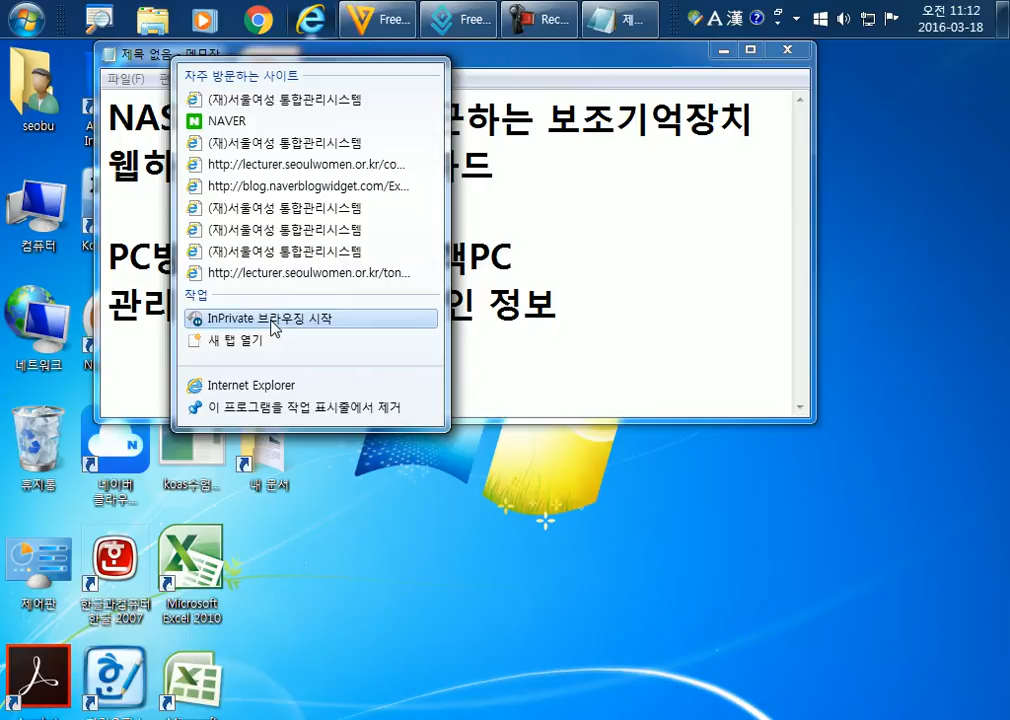 Free...
Free...
Rec...
제...
A 漢
오전 11:12
2016-03-18
제목 없음 - 메모장
파일(F)
하는 보조기억장치
웹하
드
PC방
PC
관리
인 정보
자주 방문하는 사이트
(재)서울여성 통합관리시스템
NAVER
(재)서울여성 통합관리시스템
http://lecturer.seoulwomen.or.kr/co...
http://blog.naverblogwidget.com/Ex...
(재)서울여성 통합관리시스템
(재)서울여성 통합관리시스템
(재)서울여성 통합관리시스템
http://lecturer.seoulwomen.or.kr/ton...
작업
InPrivate 브라우징 시작
새 탭 열기
Internet Explorer
이 프로그램을 작업 표시줄에서 제거
seobu
컴퓨터
네트워크
휴지통
네이버
클라우...
koas수험...
내 문서
제어판
한글과컴퓨터
한글 2007
Microsoft
Excel 2010